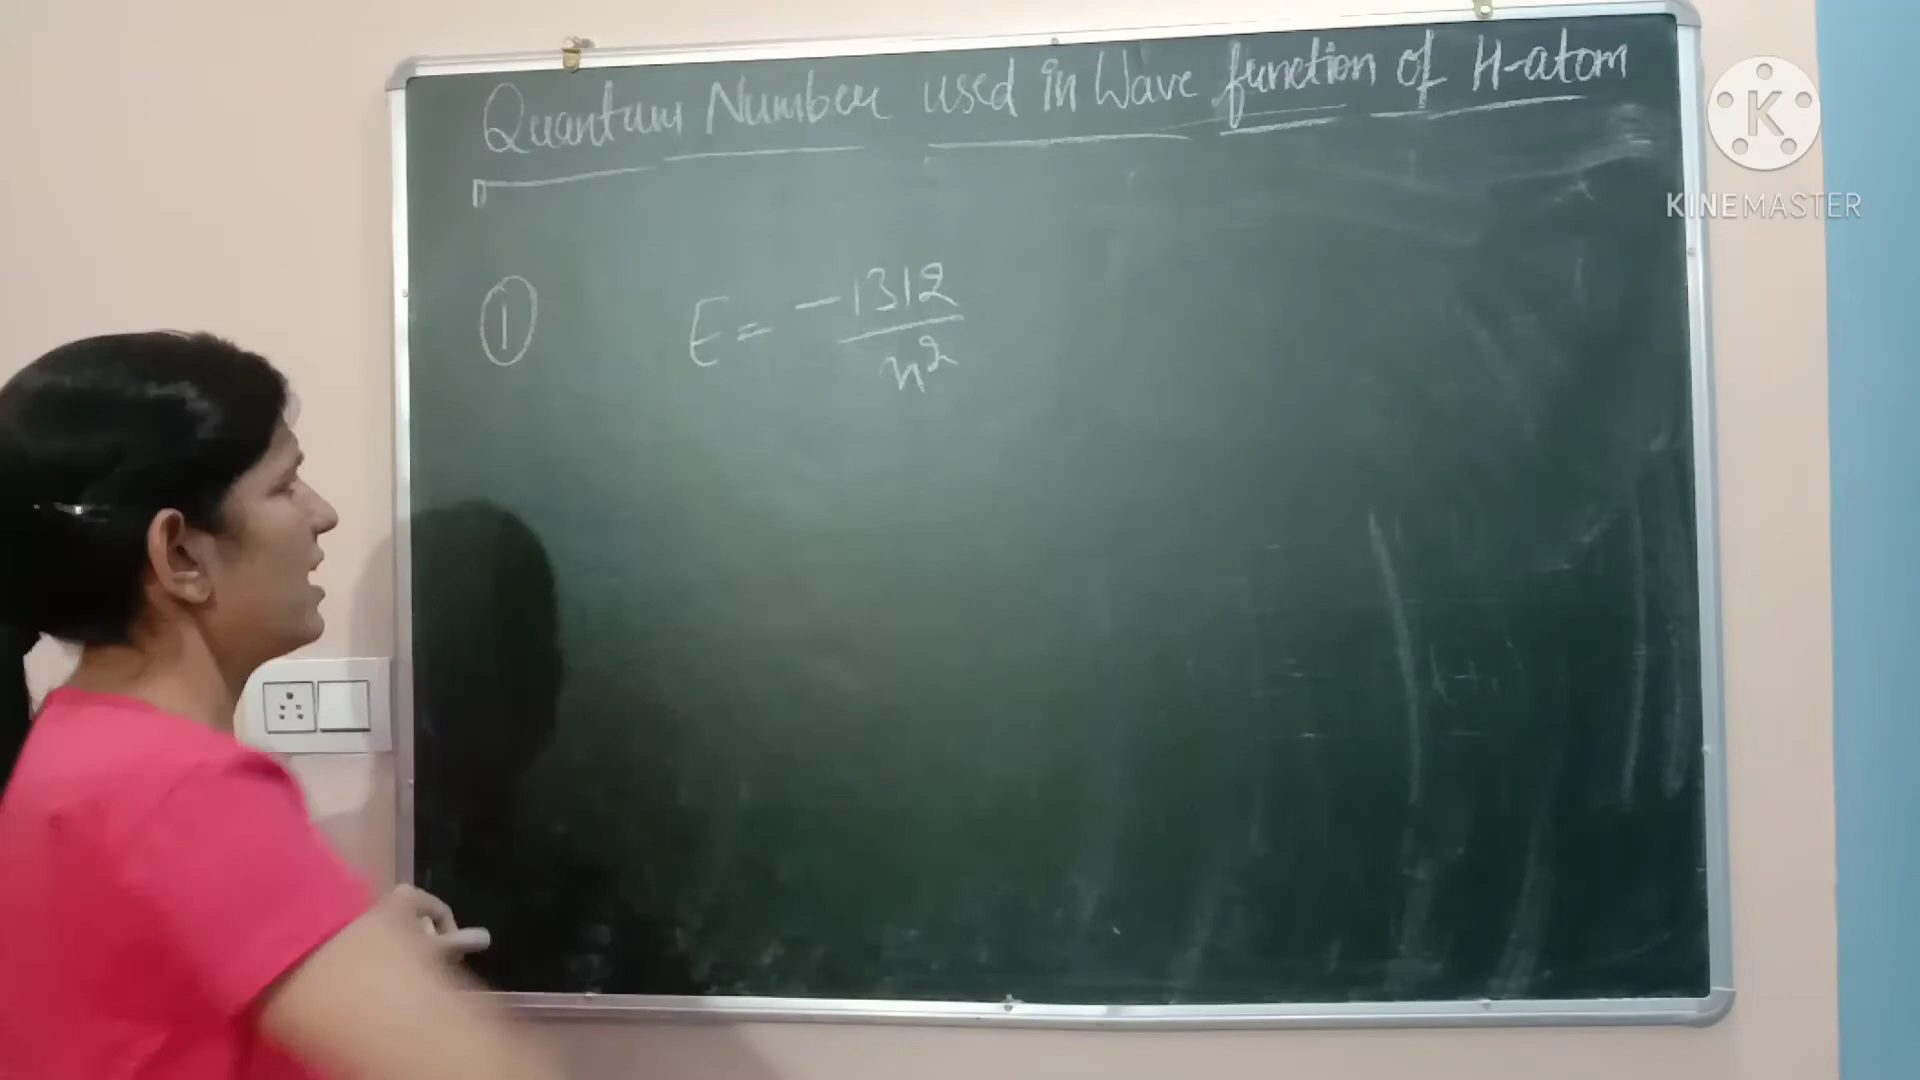 Quantum Number used in Wave function of H-atom
① E = -1312 / n²
KINEMASTER